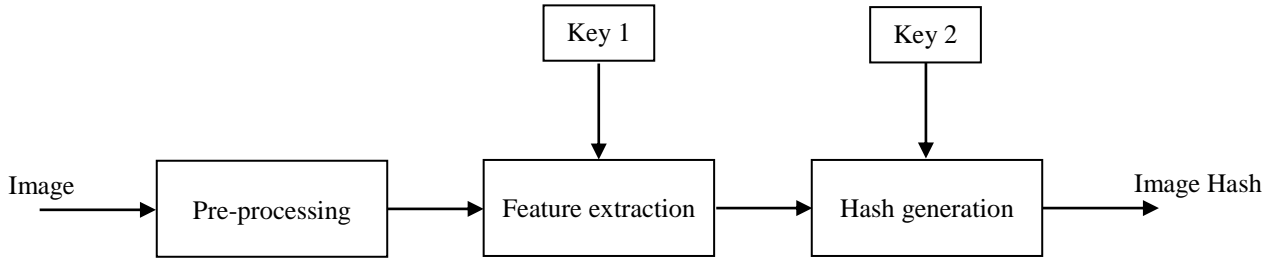 Key 1
Key 2
Image
Pre-processing
Feature extraction
Hash generation
Image Hash